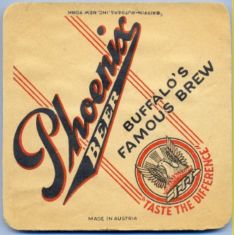 Phoenix
BEER
BUFFALO'S
FAMOUS BREW
"TASTE THE DIFFERENCE"
MADE IN AUSTRIA